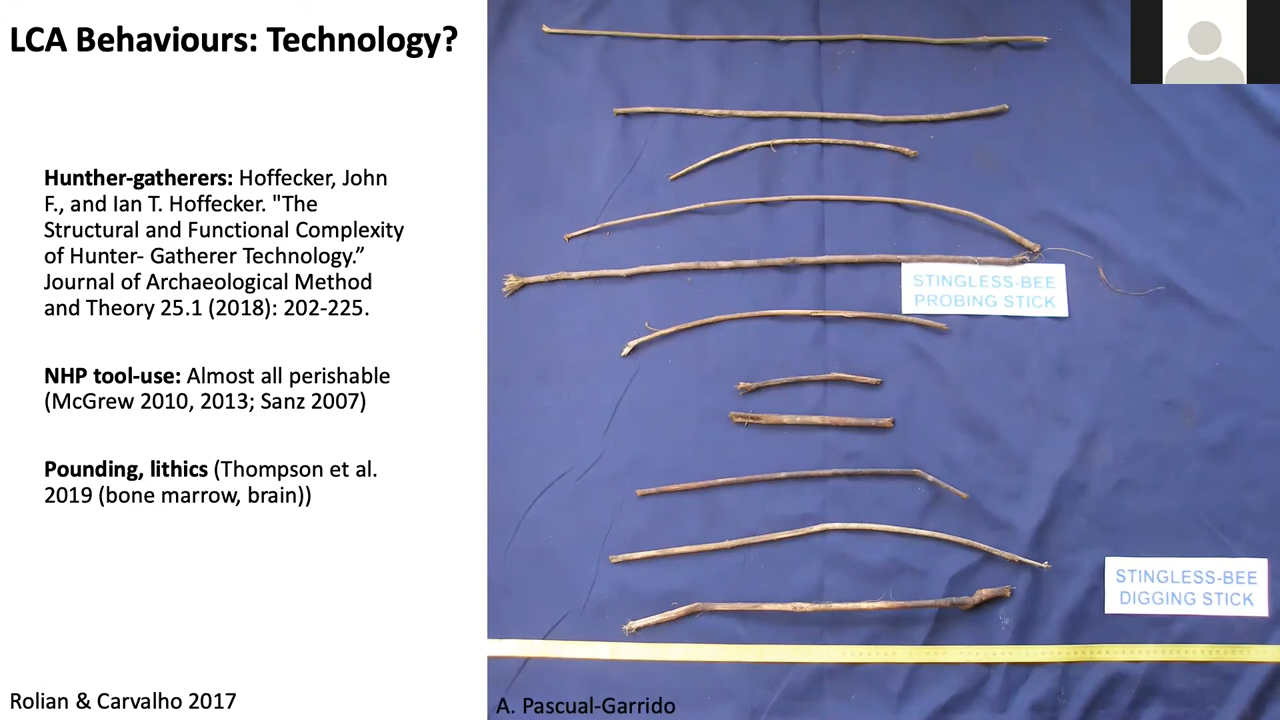 LCA Behaviours: Technology?
Hunther-gatherers: Hoffecker, John
F., and Ian T. Hoffecker. "The
Structural and Functional Complexity
of Hunter- Gatherer Technology.”
Journal of Archaeological Method
and Theory 25.1 (2018): 202-225.
NHP tool-use: Almost all perishable
(McGrew 2010, 2013; Sanz 2007)
Pounding, lithics (Thompson et al.
2019 (bone marrow, brain))
Rolian & Carvalho 2017
STINGLESS-BEE
PROBING STICK
STINGLESS-BEE
DIGGING STICK
A. Pascual-Garrido